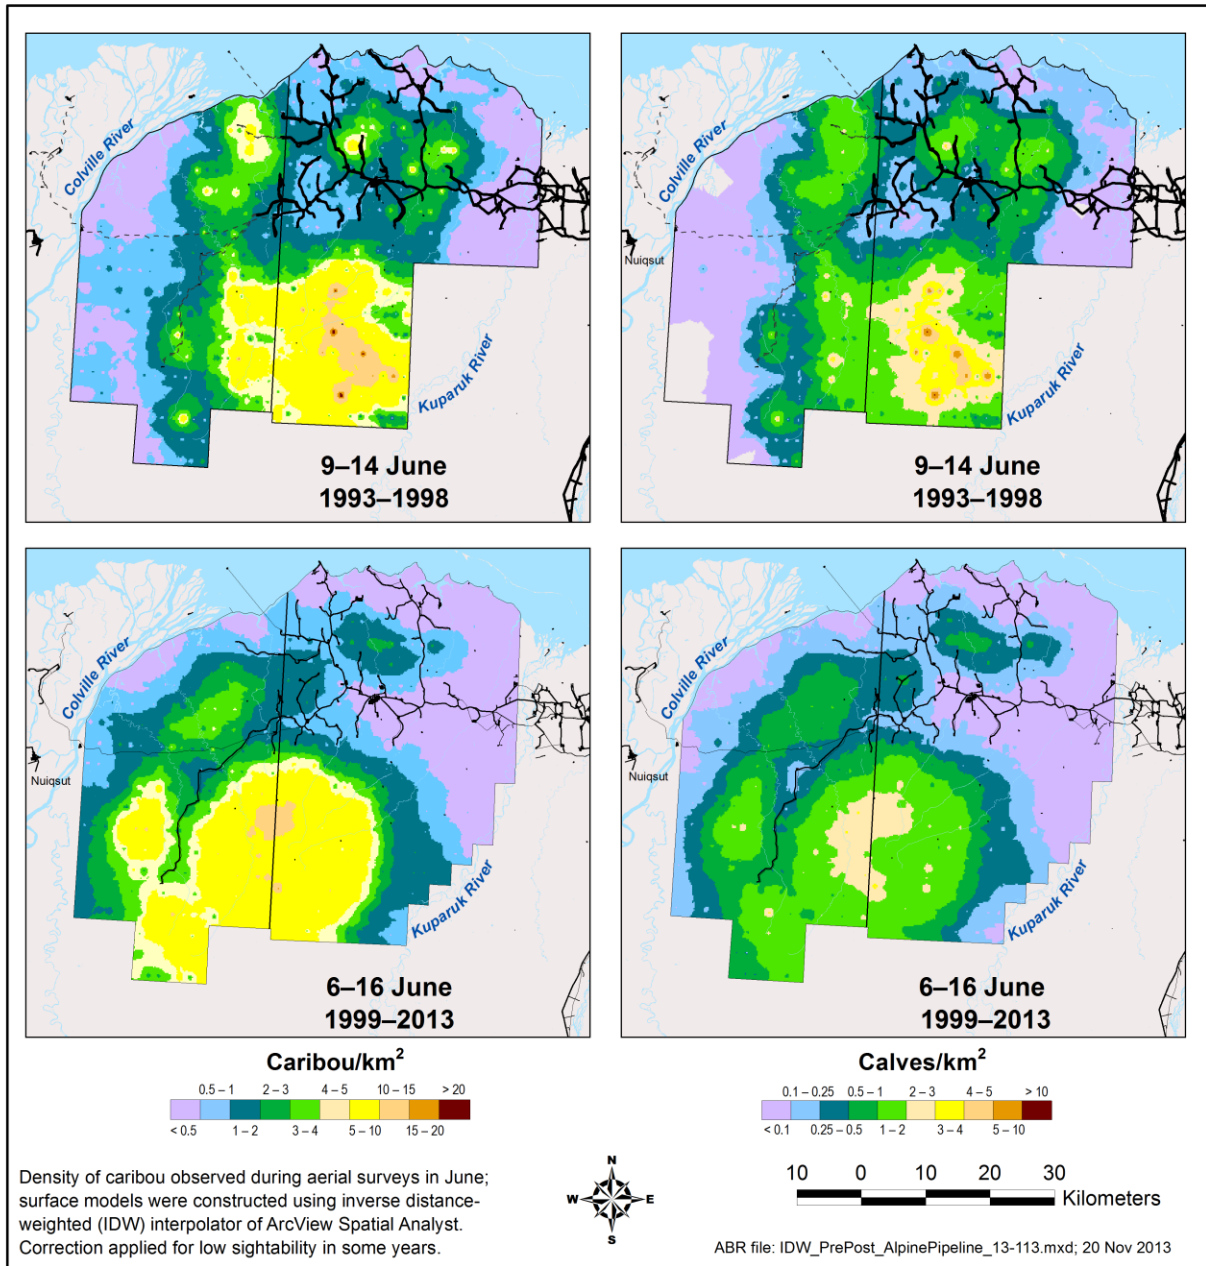 Colville River
Kuparuk River
9–14 June
1993–1998
Colville River
Nuiqsut
Kuparuk River
9–14 June
1993–1998
Colville River
Nuiqsut
Kuparuk River
6–16 June
1999–2013
Colville River
Nuiqsut
Kuparuk River
6–16 June
1999–2013
Caribou/km²
0.5 – 1 2 – 3 4 – 5 10 – 15 > 20
< 0.5 1 – 2 3 – 4 5 – 10 15 – 20
Calves/km²
0.1 – 0.25 0.5 – 1 2 – 3 4 – 5 > 10
< 0.1 0.25 – 0.5 1 – 2 3 – 4 5 – 10
Density of caribou observed during aerial surveys in June;
surface models were constructed using inverse distance-
weighted (IDW) interpolator of ArcView Spatial Analyst.
Correction applied for low sightability in some years.
N
W E
S
10 0 10 20 30
Kilometers
ABR file: IDW_PrePost_AlpinePipeline_13-113.mxd; 20 Nov 2013